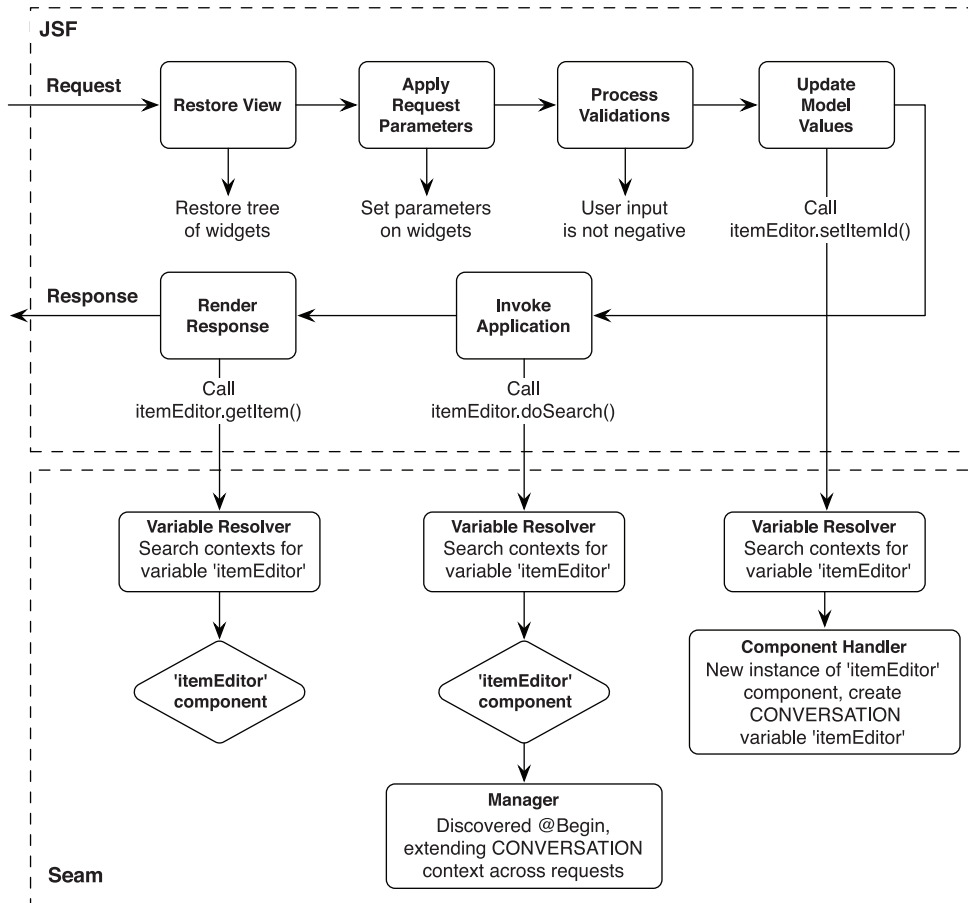 JSF
Request
Restore View
Apply
Request
Parameters
Process
Validations
Update
Model
Values
Restore tree
of widgets
Set parameters
on widgets
User input
is not negative
Call
itemEditor.setItemId()
Response
Render
Response
Invoke
Application
Call
itemEditor.getItem()
Call
itemEditor.doSearch()
Variable Resolver
Search contexts for
variable 'itemEditor'
Variable Resolver
Search contexts for
variable 'itemEditor'
Variable Resolver
Search contexts for
variable 'itemEditor'
'itemEditor'
component
'itemEditor'
component
Component Handler
New instance of 'itemEditor'
component, create
CONVERSATION
variable 'itemEditor'
Manager
Discovered @Begin,
extending CONVERSATION
context across requests
Seam